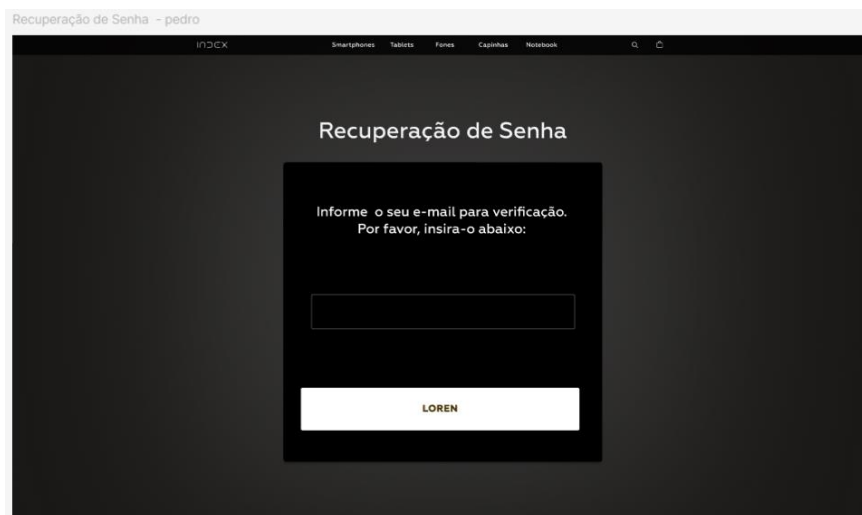 Recuperação de Senha - pedro
INDEX Smartphones Tablets Fones Capinhas Notebook
Recuperação de Senha
Informe o seu e-mail para verificação.
Por favor, insira-o abaixo:
LOREN